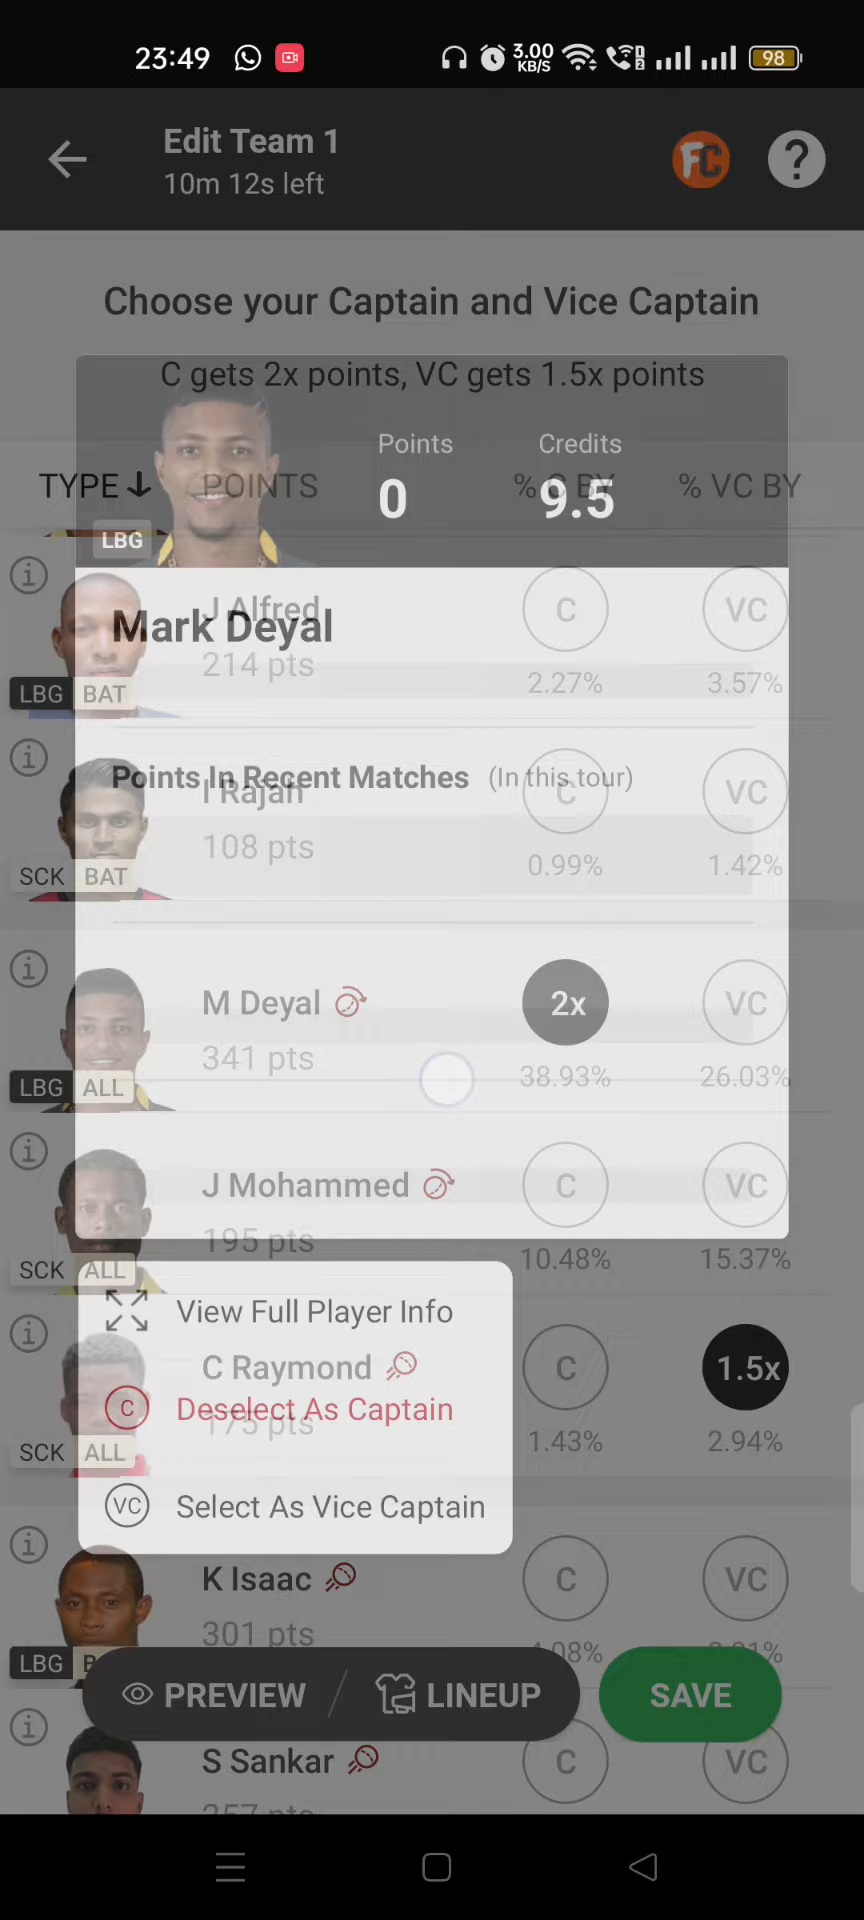 23:49
3.00 KB/S
98
Edit Team 1
10m 12s left
FC
?
Choose your Captain and Vice Captain
C gets 2x points, VC gets 1.5x points
Points
Credits
TYPE
POINTS
0
% C BY
9.5
% VC BY
LBG
J Alfred
Mark Deyal
C
VC
214 pts
2.27%
3.57%
LBG
BAT
Points In Recent Matches (In this tour)
I Rajan
C
VC
108 pts
0.99%
1.42%
SCK
BAT
M Deyal
2x
VC
341 pts
38.93%
26.03%
LBG
ALL
J Mohammed
C
VC
195 pts
10.48%
15.37%
SCK
ALL
View Full Player Info
C Raymond
C
1.5x
C
Deselect As Captain
175 pts
1.43%
2.94%
SCK
ALL
VC
Select As Vice Captain
K Isaac
C
VC
301 pts
LBG
PREVIEW
LINEUP
SAVE
S Sankar
C
VC